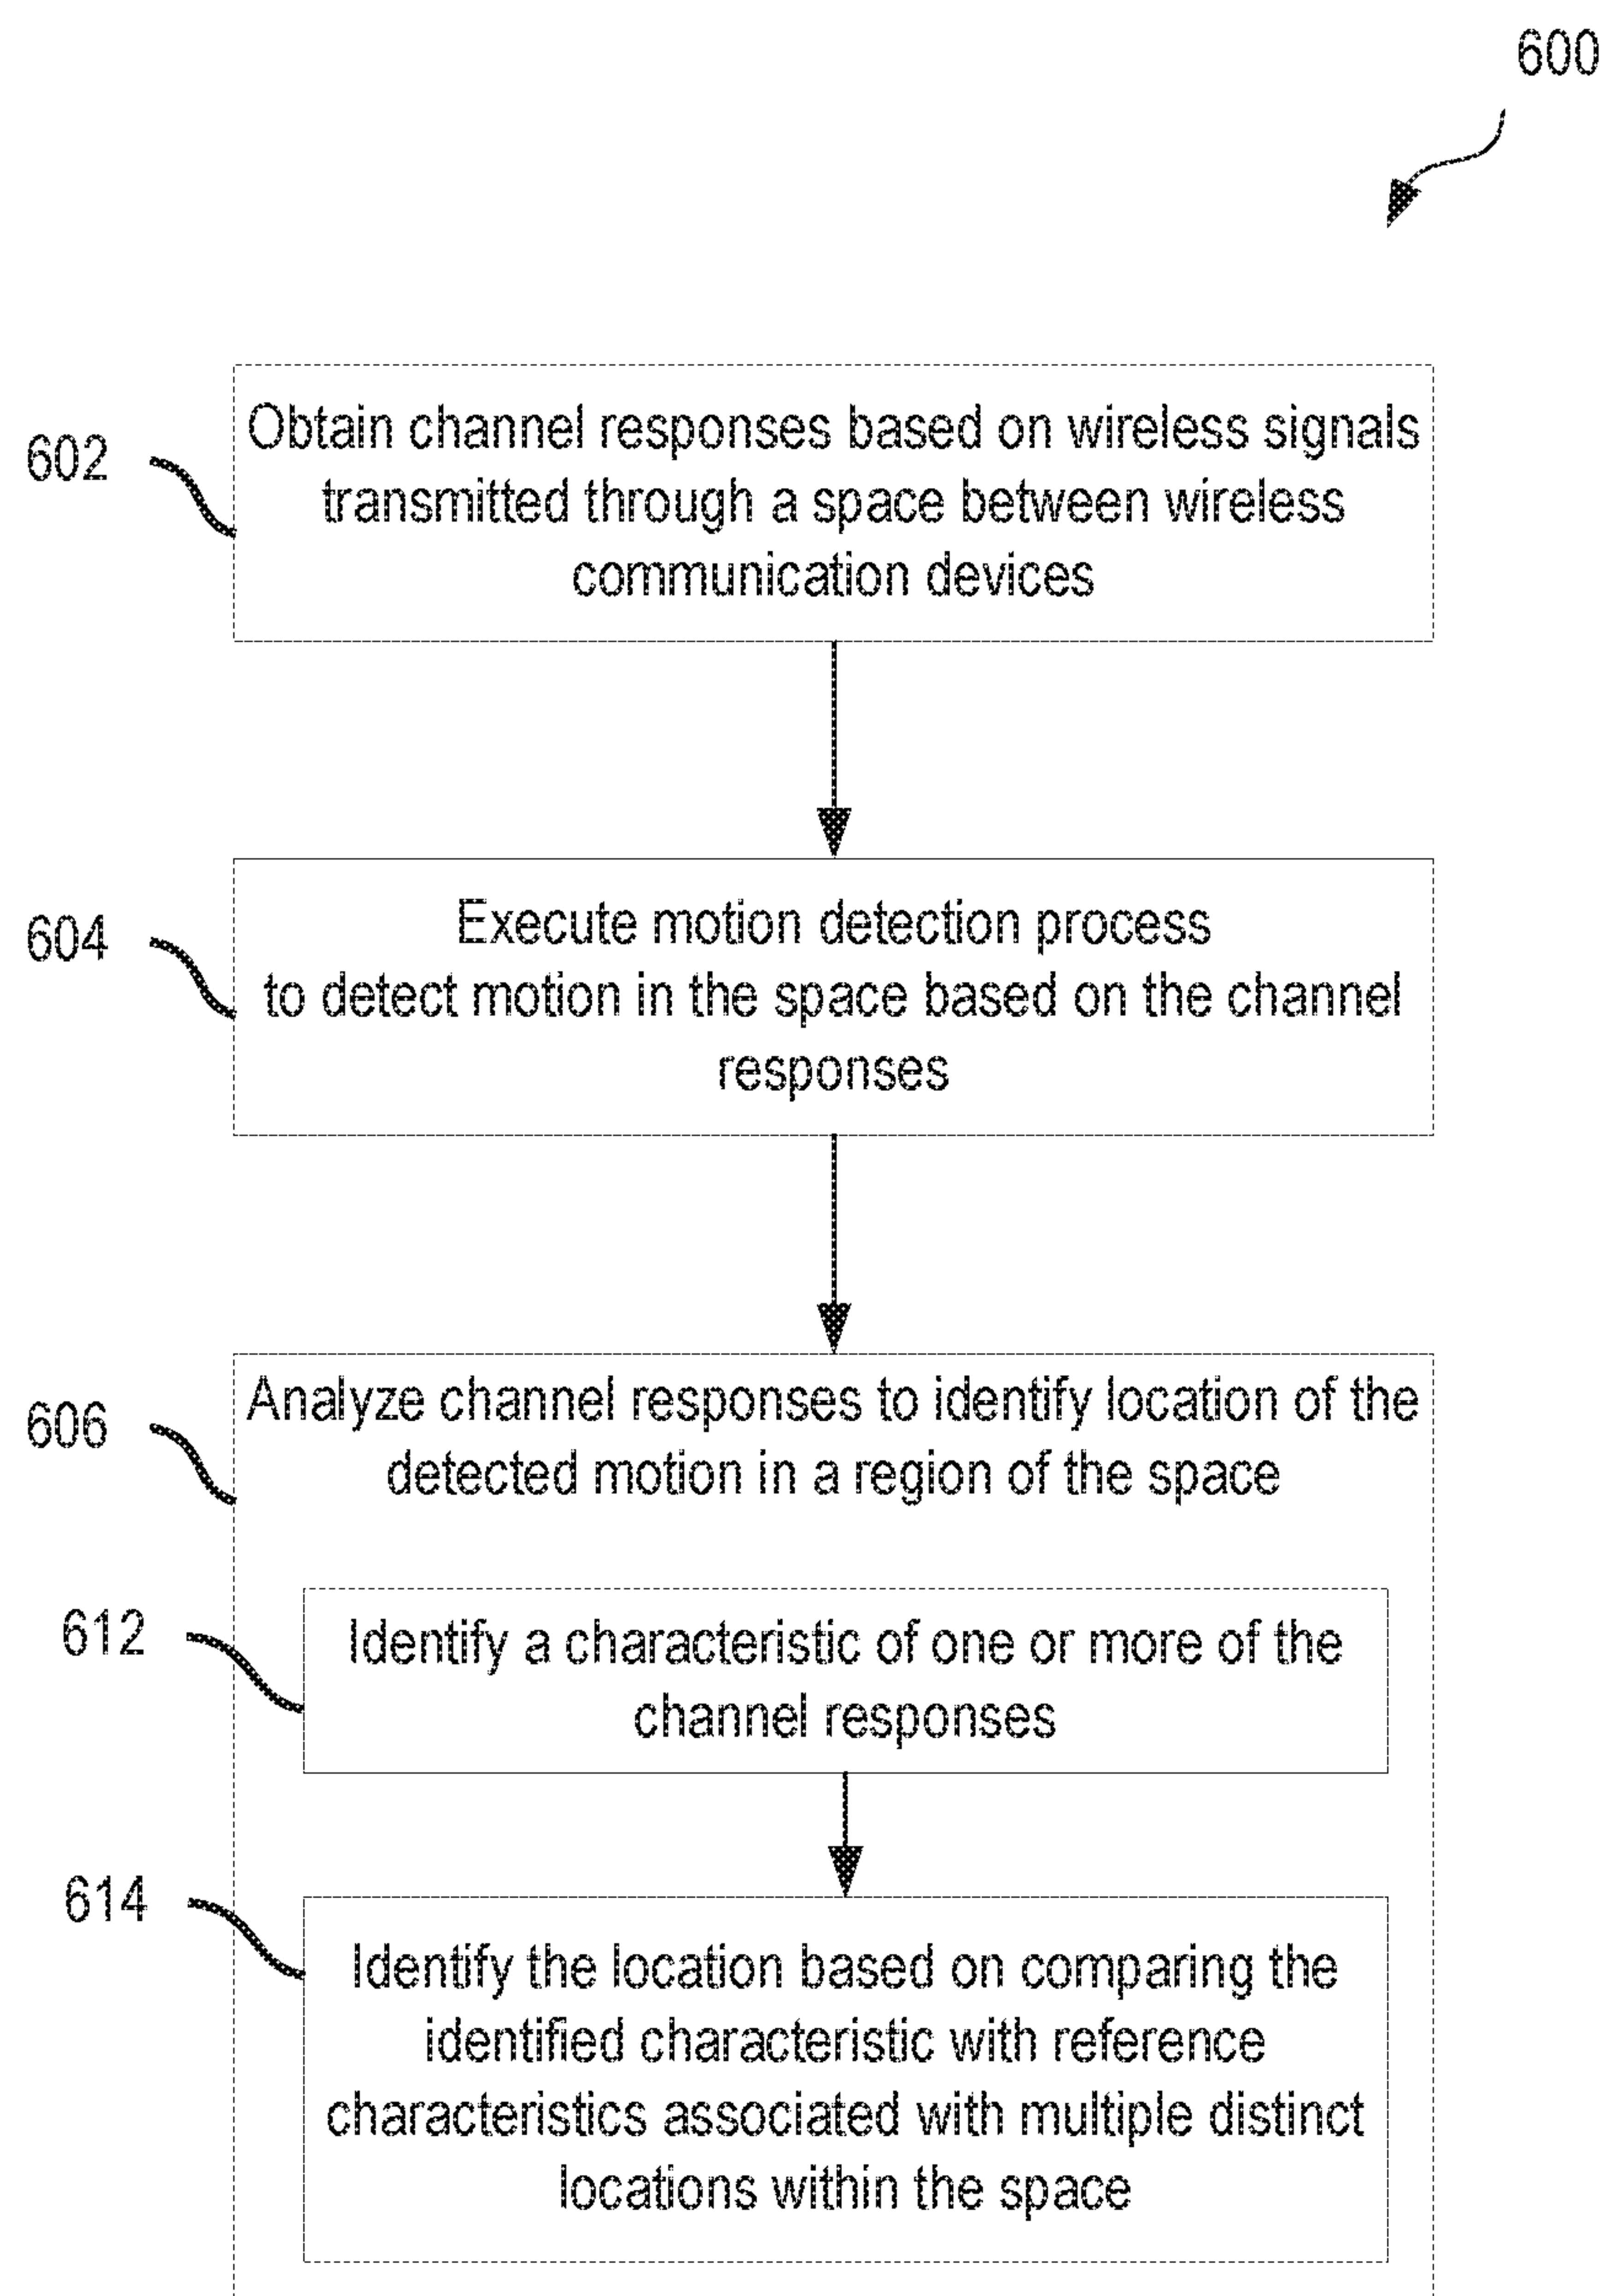 600
602
Obtain channel responses based on wireless signals
transmitted through a space between wireless
communication devices
604
Execute motion detection process
to detect motion in the space based on the channel
responses
606
Analyze channel responses to identify location of the
detected motion in a region of the space
612
Identify a characteristic of one or more of the
channel responses
614
Identify the location based on comparing the
identified characteristic with reference
characteristics associated with multiple distinct
locations within the space